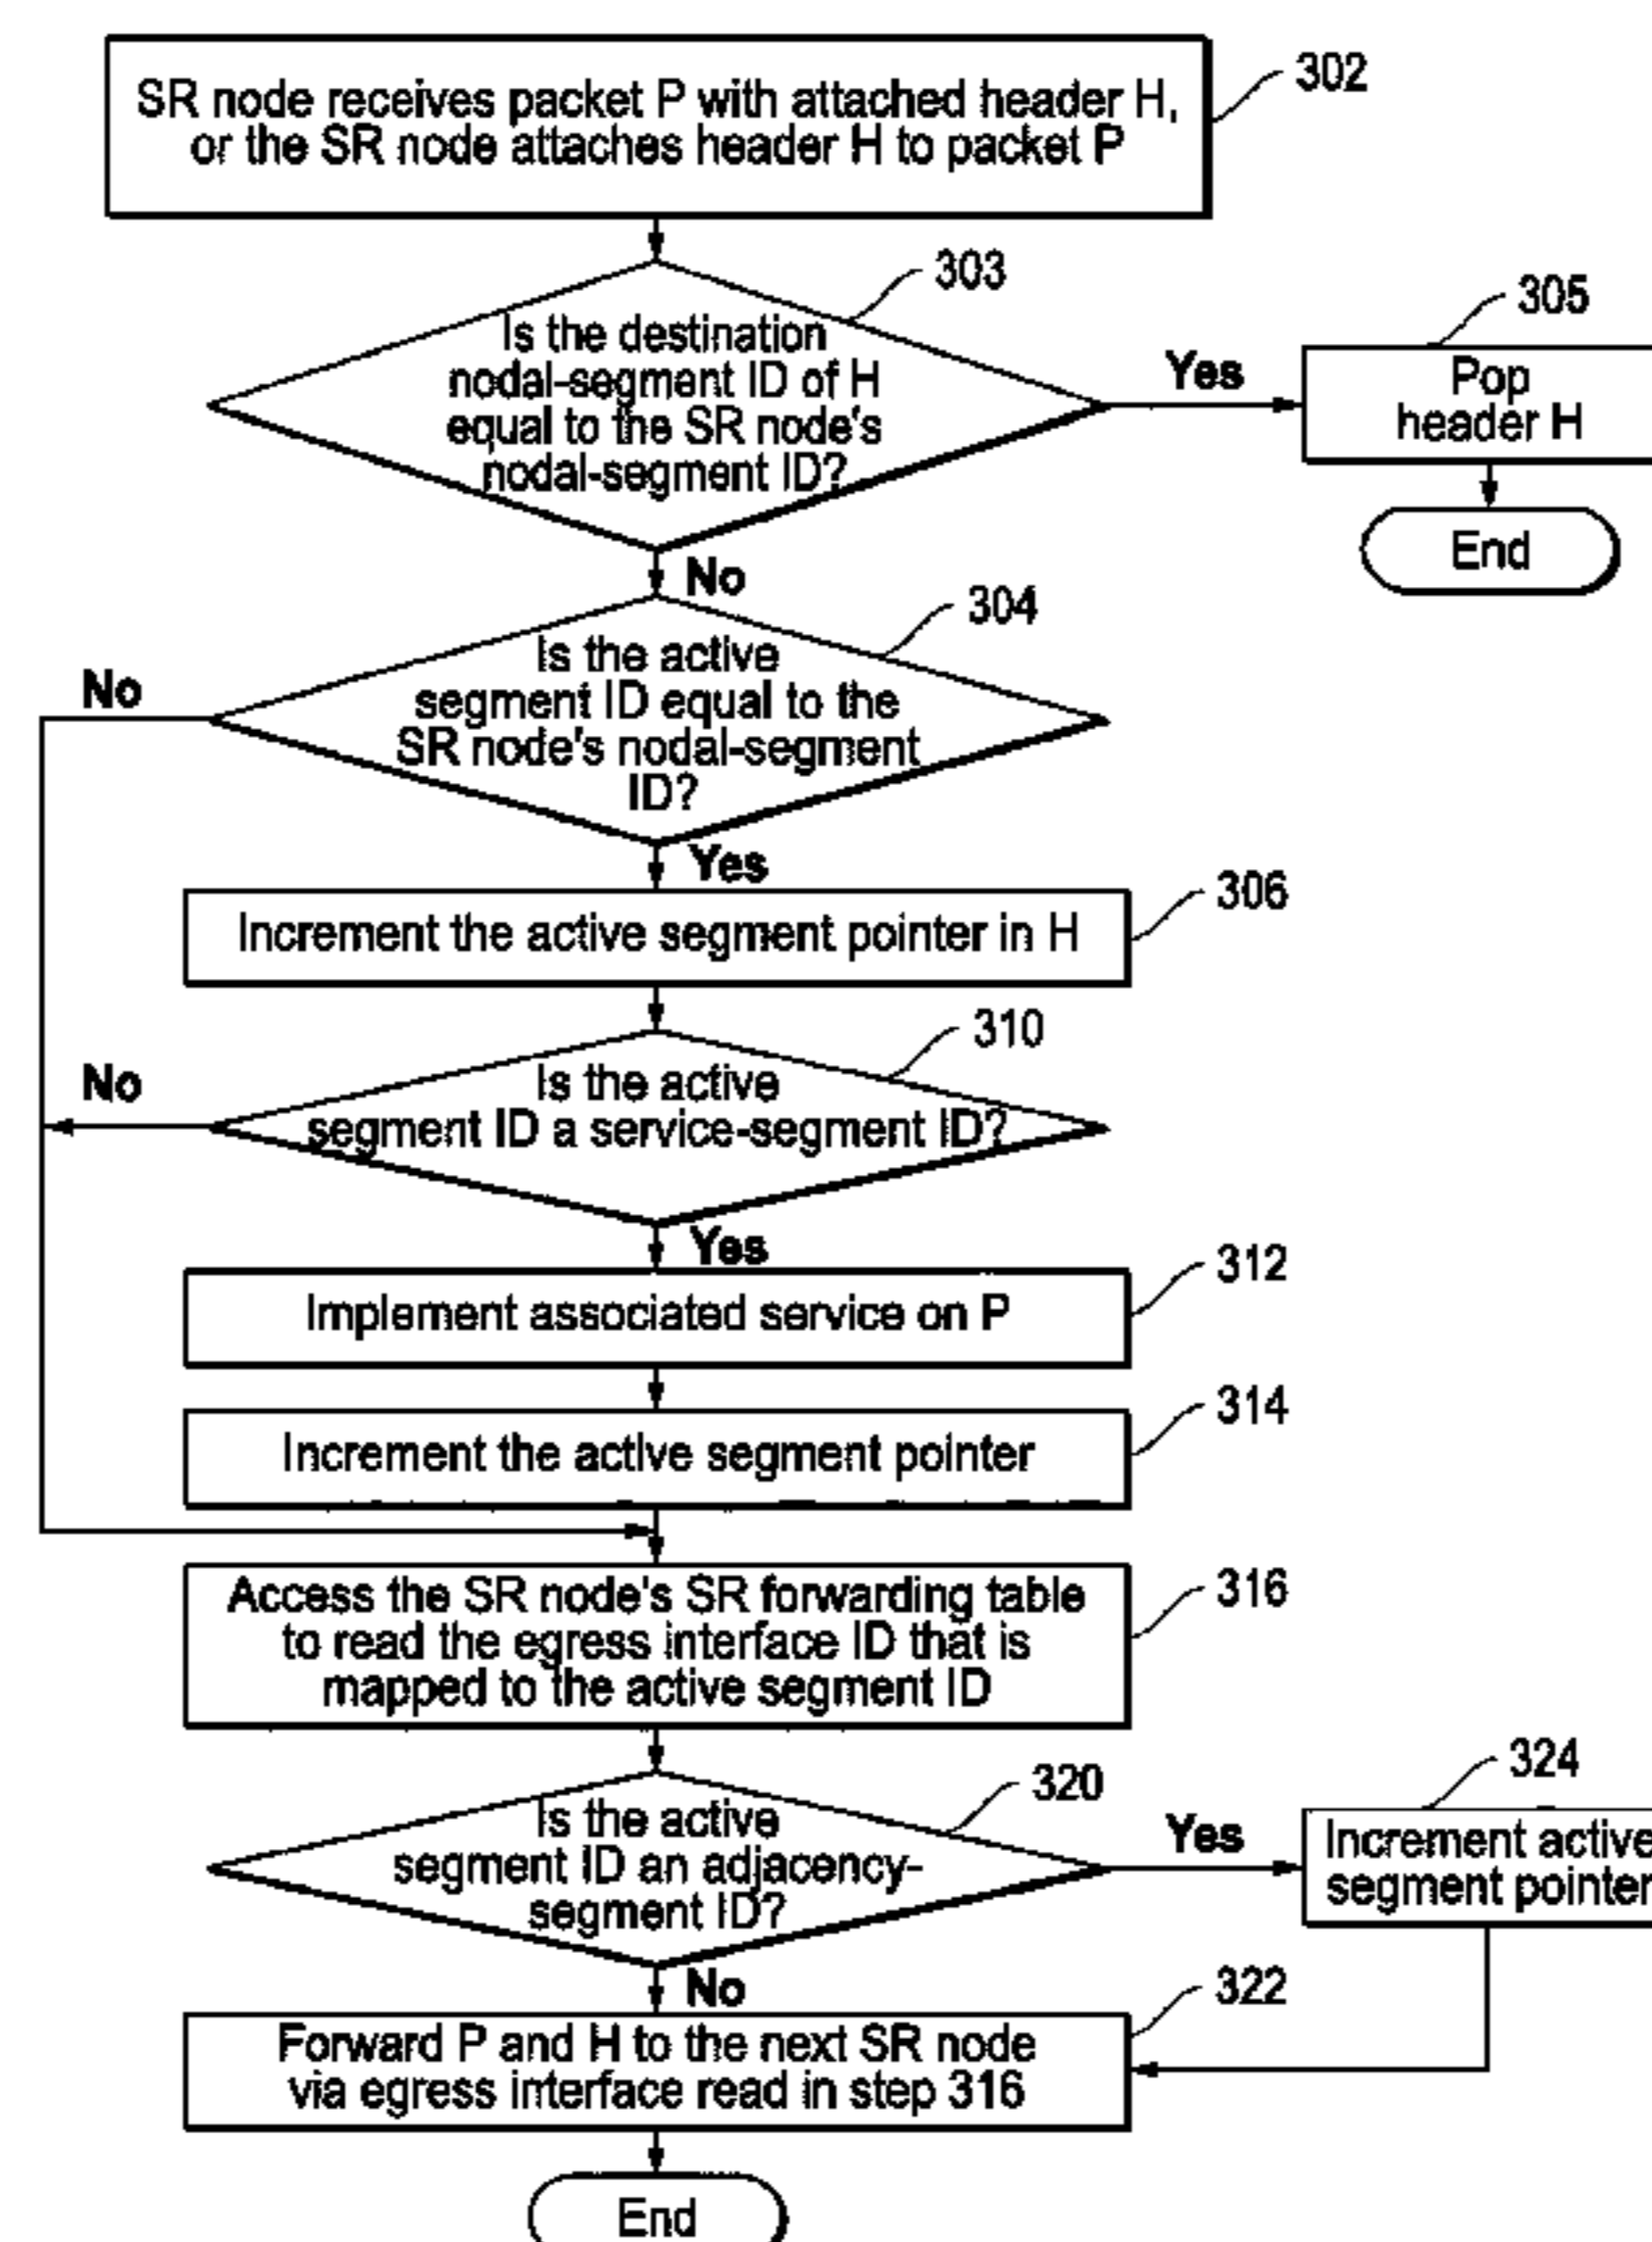 302
SR node receives packet P with attached header H,
or the SR node attaches header H to packet P
303
Is the destination
nodal-segment ID of H
equal to the SR node's
nodal-segment ID?
Yes
305
Pop
header H
End
No
304
Is the active
segment ID equal to the
SR node's nodal-segment
ID?
No
Yes
306
Increment the active segment pointer in H
310
Is the active
segment ID a service-segment ID?
No
Yes
312
Implement associated service on P
314
Increment the active segment pointer
316
Access the SR node's SR forwarding table
to read the egress interface ID that is
mapped to the active segment ID
320
Is the active
segment ID an adjacency-
segment ID?
Yes
324
Increment active
segment pointer
No
322
Forward P and H to the next SR node
via egress interface read in step 316
End